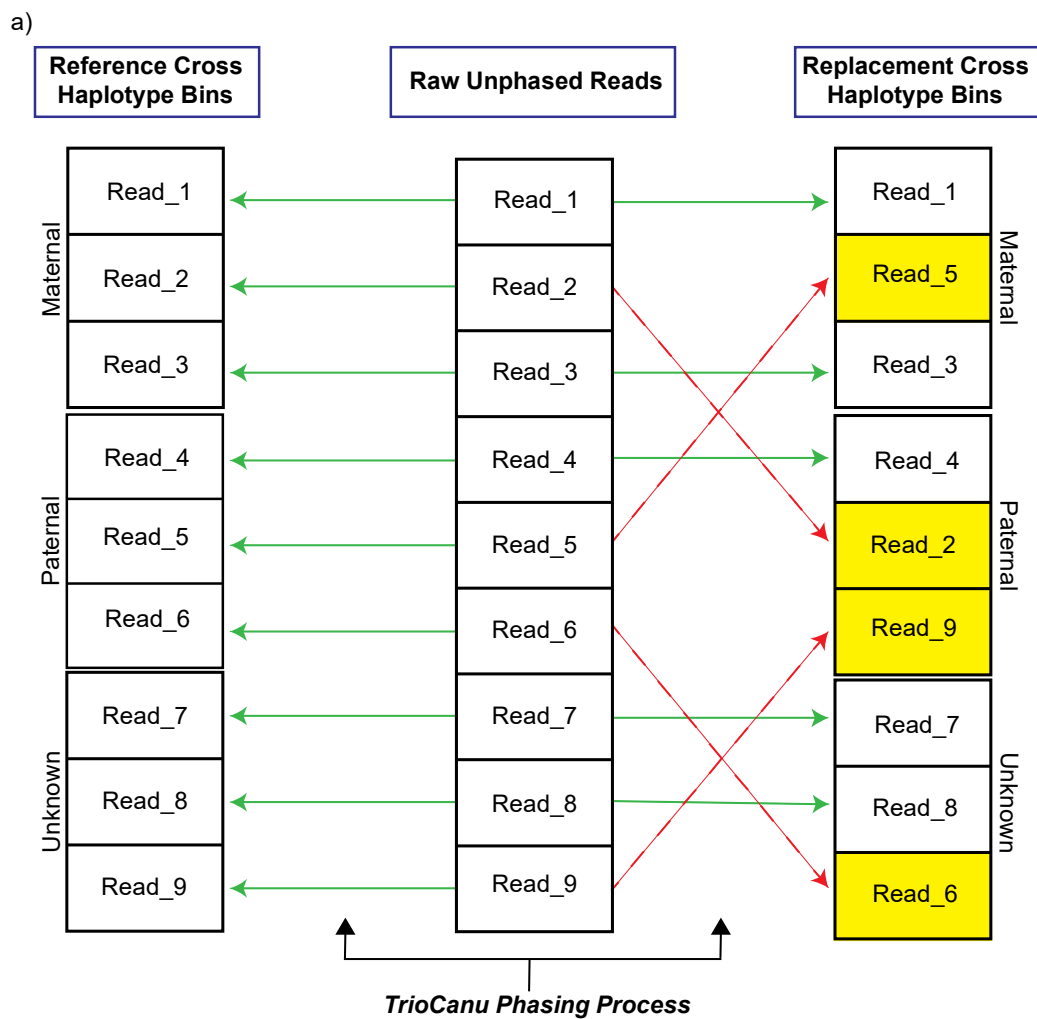 a)
Reference Cross
Haplotype Bins
Raw Unphased Reads
Replacement Cross
Haplotype Bins
Maternal
Read_1
Read_2
Read_3
Paternal
Read_4
Read_5
Read_6
Unknown
Read_7
Read_8
Read_9
Read_1
Read_2
Read_3
Read_4
Read_5
Read_6
Read_7
Read_8
Read_9
Read_1
Read_5
Read_3
Maternal
Read_4
Read_2
Read_9
Paternal
Read_7
Read_8
Read_6
Unknown
TrioCanu Phasing Process